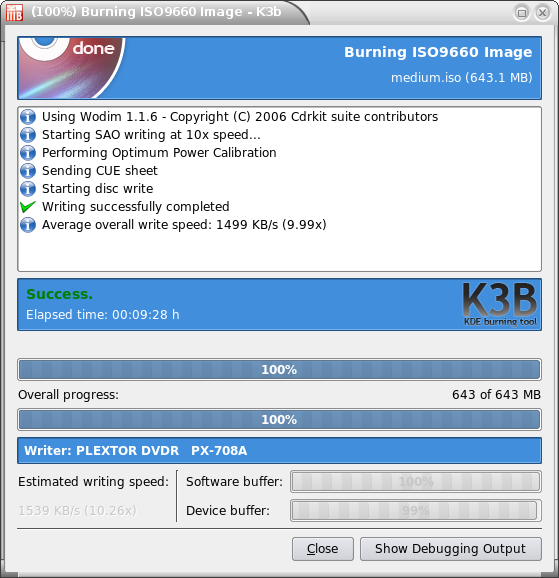 (100%) Burning ISO9660 Image - K3b
done
Burning ISO9660 Image
medium.iso (643.1 MB)
Using Wodim 1.1.6 - Copyright (C) 2006 Cdrkit suite contributors
Starting SAO writing at 10x speed...
Performing Optimum Power Calibration
Sending CUE sheet
Starting disc write
Writing successfully completed
Average overall write speed: 1499 KB/s (9.99x)
Success.
Elapsed time: 00:09:28 h
K3B
KDE burning tool
100%
Overall progress: 643 of 643 MB
100%
Writer: PLEXTOR DVDR PX-708A
Estimated writing speed: Software buffer: 100%
1539 KB/s (10.26x) Device buffer: 99%
Close Show Debugging Output